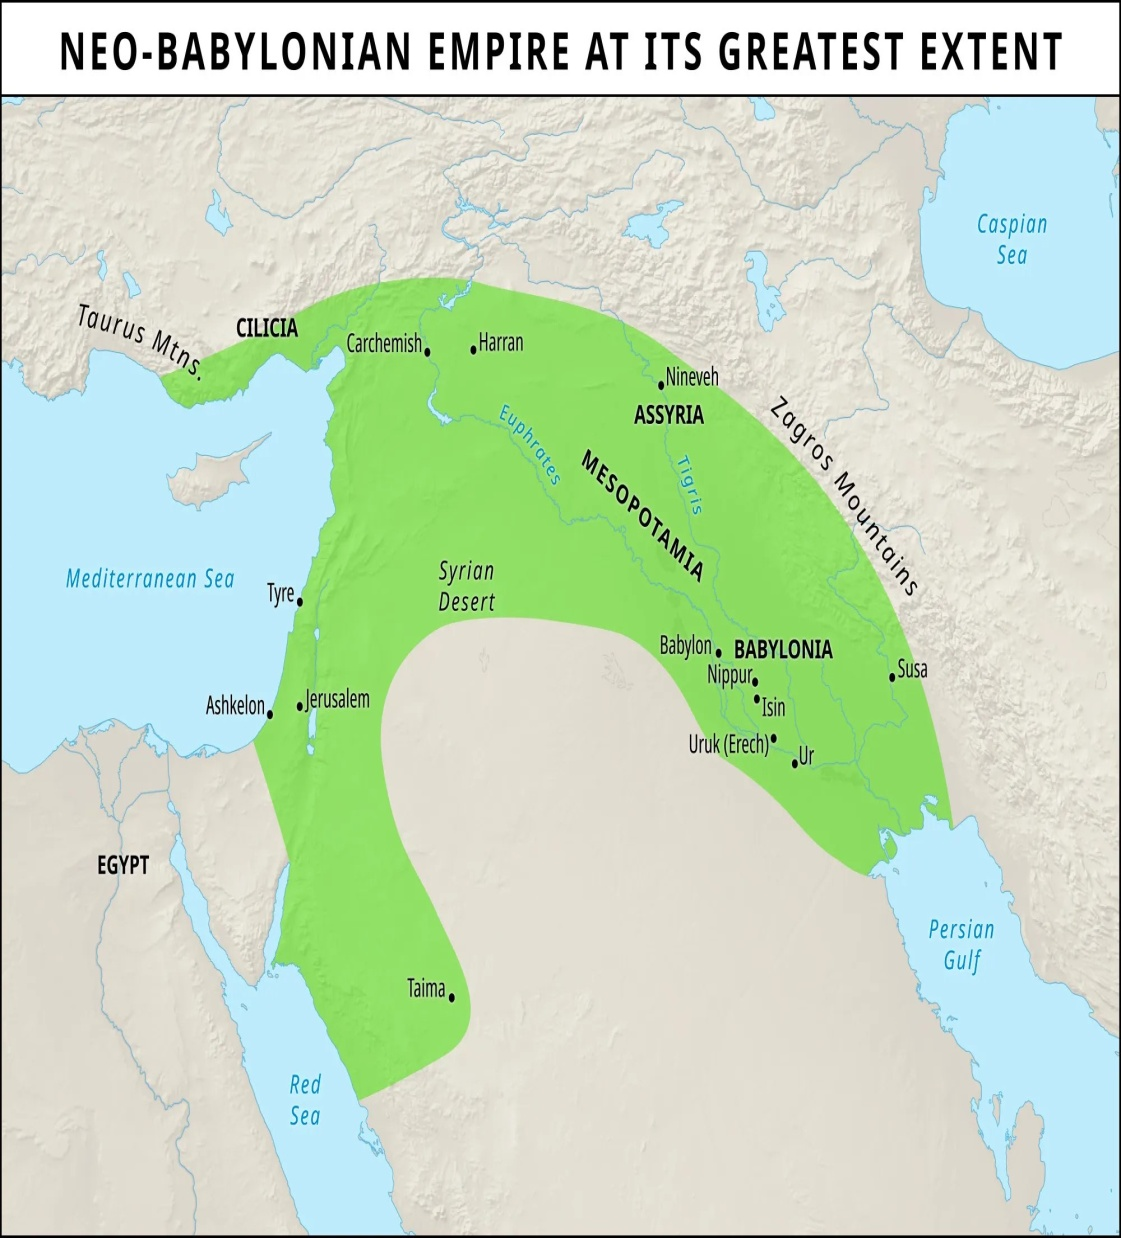 NEO-BABYLONIAN EMPIRE AT ITS GREATEST EXTENT
Caspian
Sea
Taurus Mtns.
CILICIA
Carchemish
Harran
Nineveh
ASSYRIA
Zagros Mountains
Euphrates
Tigris
MESOPOTAMIA
Mediterranean Sea
Syrian
Desert
Tyre
Babylon
BABYLONIA
Nippur
Susa
Ashkelon
Jerusalem
Isin
Uruk (Erech)
Ur
EGYPT
Persian
Gulf
Taima
Red
Sea